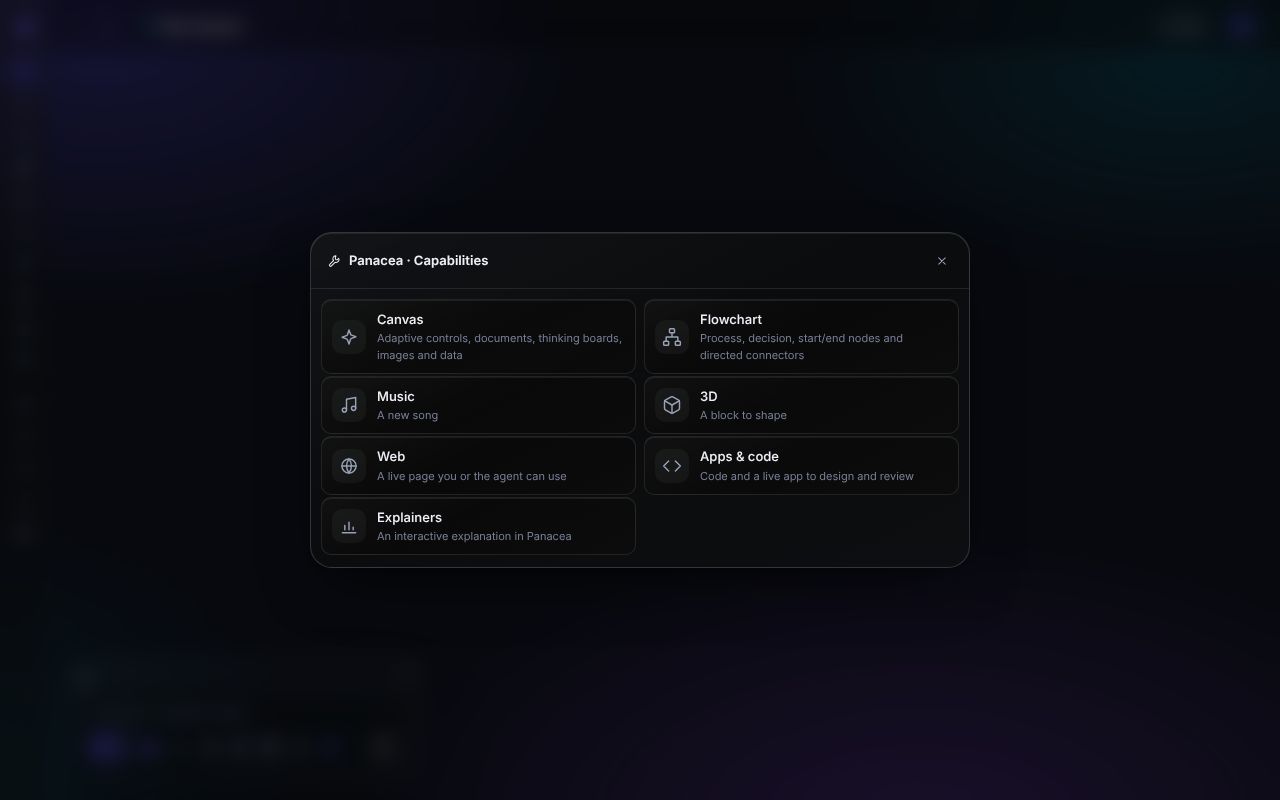 Panacea · Capabilities
Canvas
Adaptive controls, documents, thinking boards,
images and data
Flowchart
Process, decision, start/end nodes and
directed connectors
Music
A new song
3D
A block to shape
Web
A live page you or the agent can use
Apps & code
Code and a live app to design and review
Explainers
An interactive explanation in Panacea